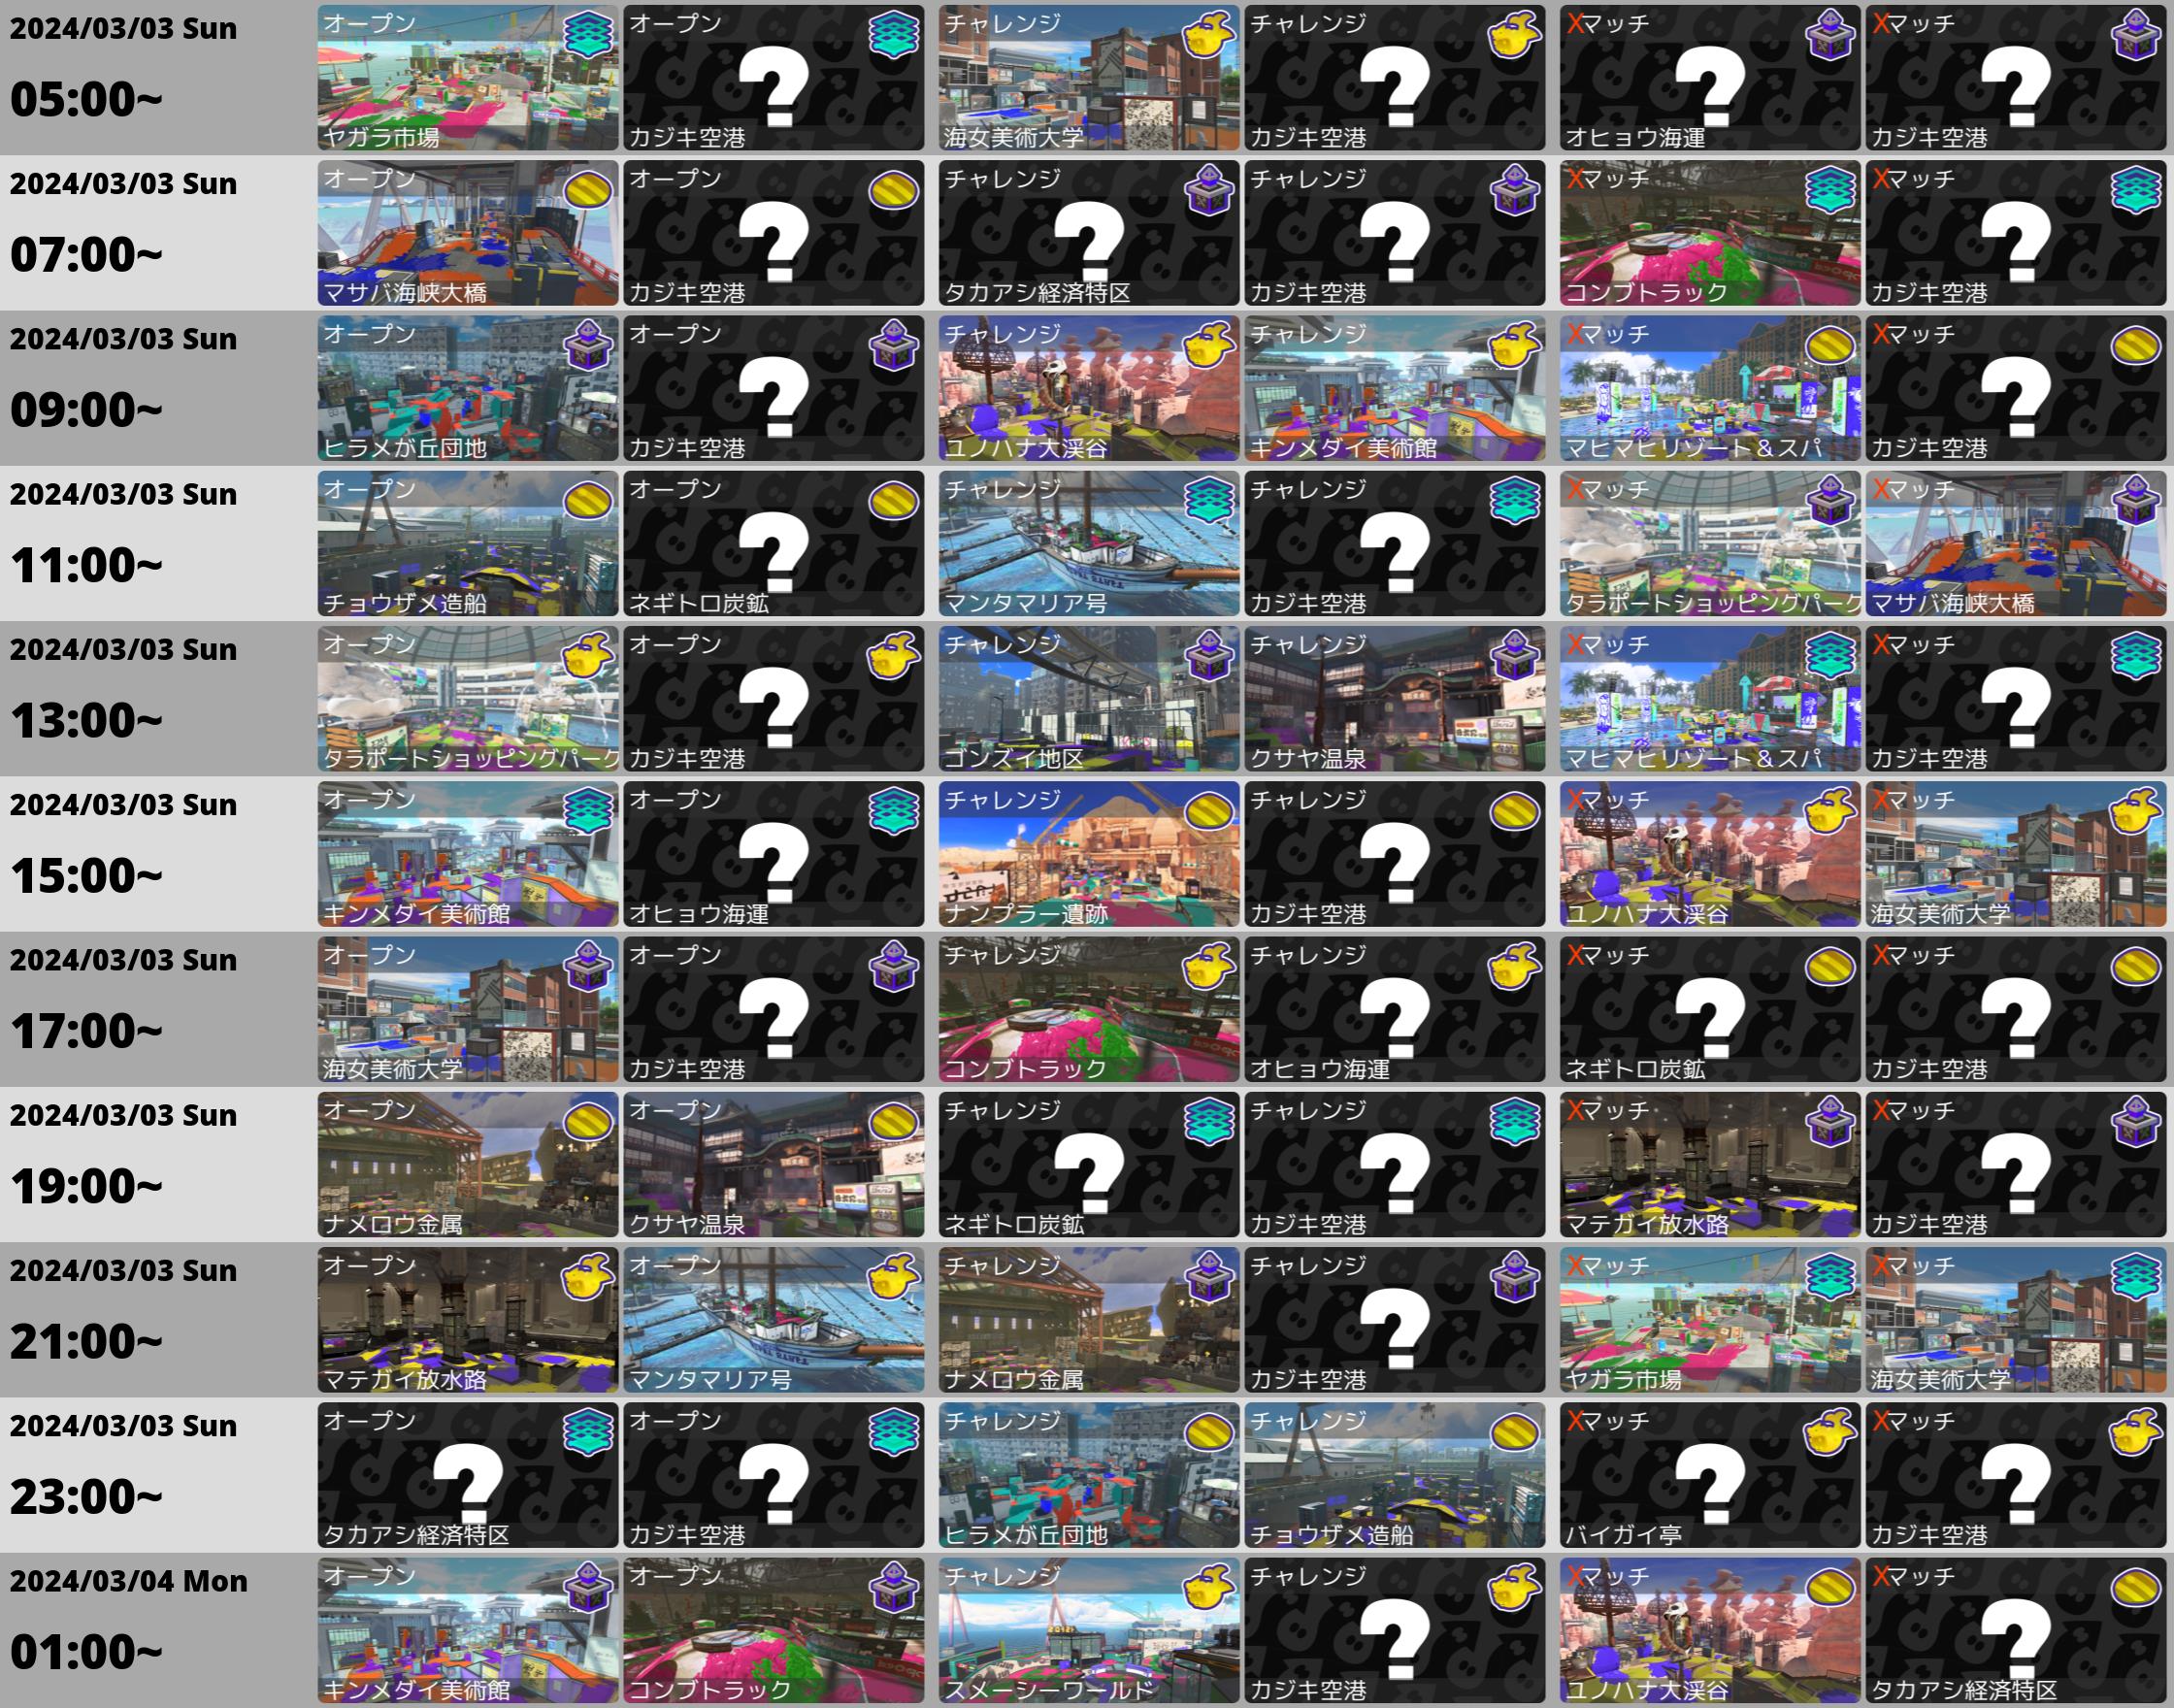 2024/03/03 Sun
05:00~
オープン
ヤガラ市場
オープン
カジキ空港
チャレンジ
海女美術大学
チャレンジ
カジキ空港
Xマッチ
オヒョウ海運
Xマッチ
カジキ空港
2024/03/03 Sun
07:00~
オープン
マサバ海峡大橋
オープン
カジキ空港
チャレンジ
タカアシ経済特区
チャレンジ
カジキ空港
Xマッチ
コンブトラック
Xマッチ
カジキ空港
2024/03/03 Sun
09:00~
オープン
ヒラメが丘団地
オープン
カジキ空港
チャレンジ
ユノハナ大渓谷
チャレンジ
キンメダイ美術館
Xマッチ
マヒマヒリゾート&スパ
Xマッチ
カジキ空港
2024/03/03 Sun
11:00~
オープン
チョウザメ造船
オープン
ネギトロ炭鉱
チャレンジ
マンタマリア号
チャレンジ
カジキ空港
Xマッチ
タラポートショッピングパーク
Xマッチ
マサバ海峡大橋
2024/03/03 Sun
13:00~
オープン
タラポートショッピングパーク
オープン
カジキ空港
チャレンジ
ゴンズイ地区
チャレンジ
クサヤ温泉
Xマッチ
マヒマヒリゾート&スパ
Xマッチ
カジキ空港
2024/03/03 Sun
15:00~
オープン
キンメダイ美術館
オープン
オヒョウ海運
チャレンジ
ナンプラー遺跡
チャレンジ
カジキ空港
Xマッチ
ユノハナ大渓谷
Xマッチ
海女美術大学
2024/03/03 Sun
17:00~
オープン
海女美術大学
オープン
カジキ空港
チャレンジ
コンブトラック
チャレンジ
オヒョウ海運
Xマッチ
ネギトロ炭鉱
Xマッチ
カジキ空港
2024/03/03 Sun
19:00~
オープン
ナメロウ金属
オープン
クサヤ温泉
チャレンジ
ネギトロ炭鉱
チャレンジ
カジキ空港
Xマッチ
マテガイ放水路
Xマッチ
カジキ空港
2024/03/03 Sun
21:00~
オープン
マテガイ放水路
オープン
マンタマリア号
チャレンジ
ナメロウ金属
チャレンジ
カジキ空港
Xマッチ
ヤガラ市場
Xマッチ
海女美術大学
2024/03/03 Sun
23:00~
オープン
タカアシ経済特区
オープン
カジキ空港
チャレンジ
ヒラメが丘団地
チャレンジ
チョウザメ造船
Xマッチ
バイガイ亭
Xマッチ
カジキ空港
2024/03/04 Mon
01:00~
オープン
キンメダイ美術館
オープン
コンブトラック
チャレンジ
スメーシーワールド
チャレンジ
カジキ空港
Xマッチ
ユノハナ大渓谷
Xマッチ
タカアシ経済特区